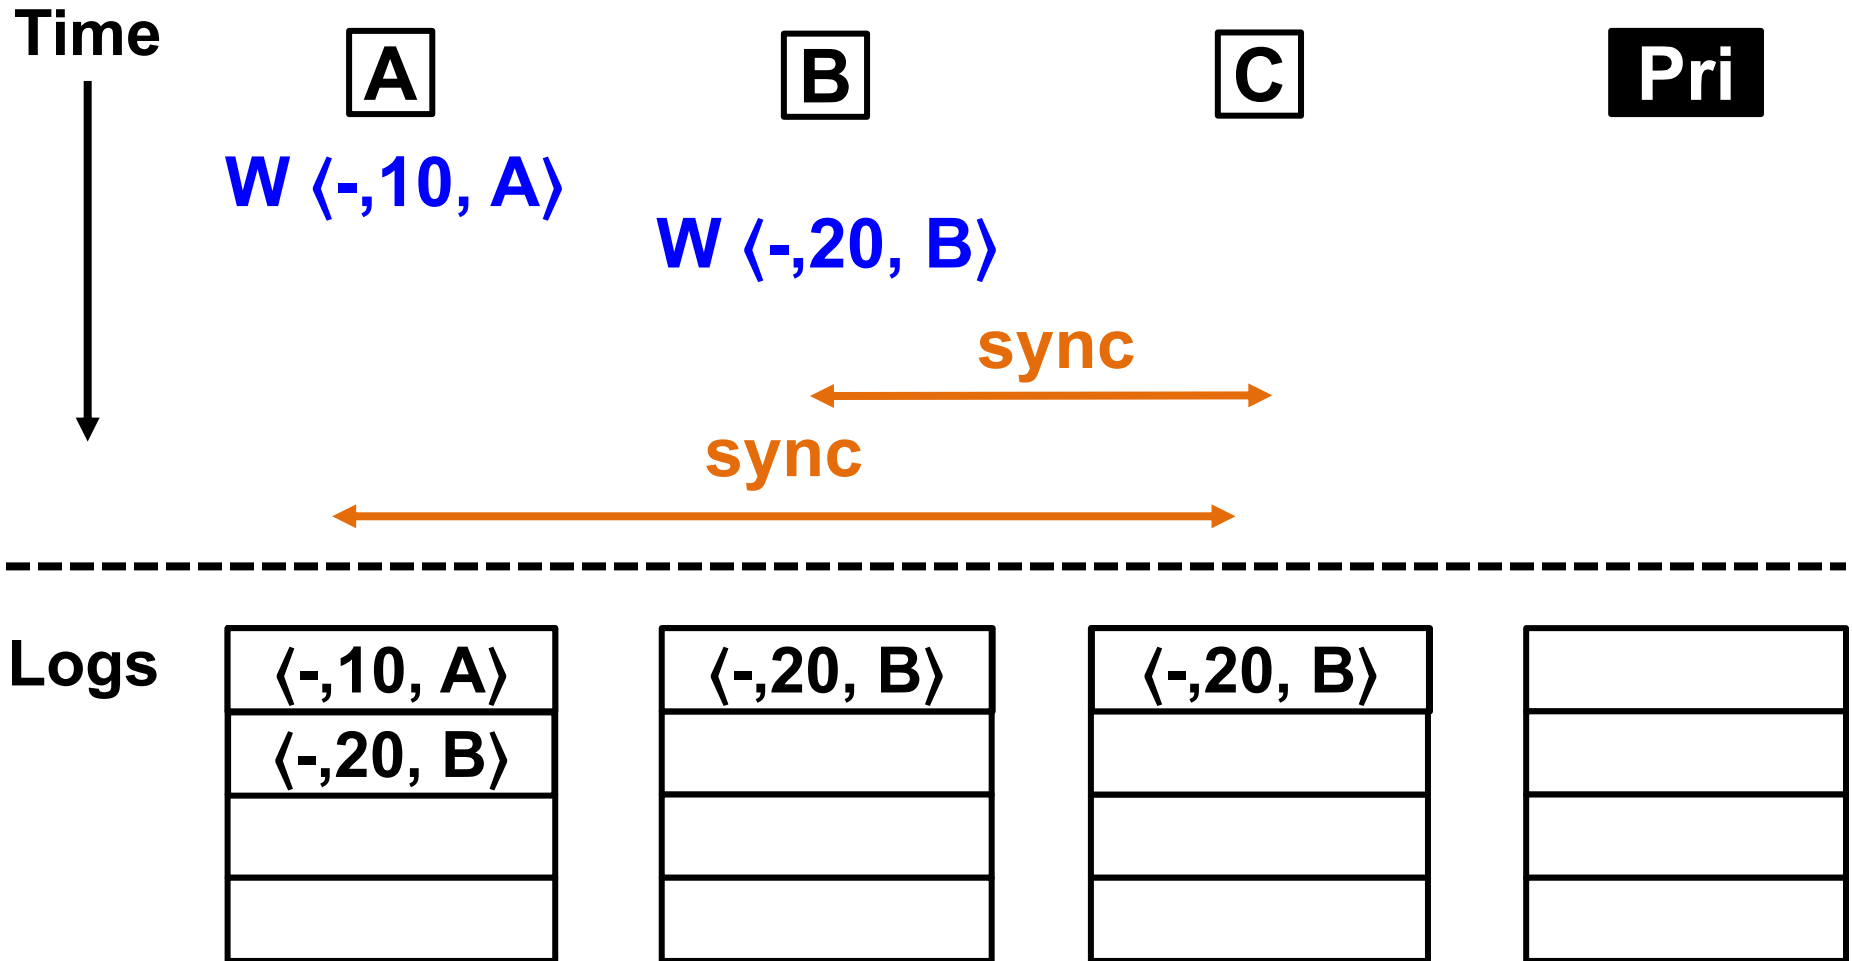 Time A B C Pri
W ⟨-,10, A⟩
W ⟨-,20, B⟩
sync
sync
Logs ⟨-,10, A⟩ ⟨-,20, B⟩ ⟨-,20, B⟩
⟨-,20, B⟩